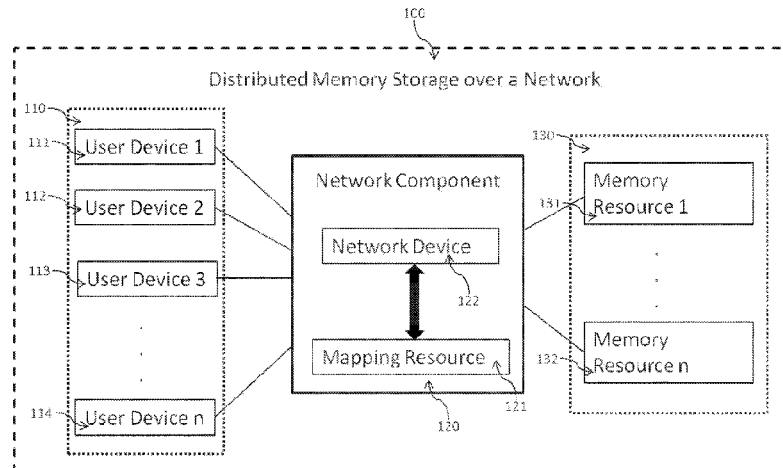 100
Distributed Memory Storage over a Network
110
111
User Device 1
112
User Device 2
113
User Device 3
114
User Device n
Network Component
Network Device
122
Mapping Resource
121
120
130
Memory
Resource 1
131
Memory
Resource n
132